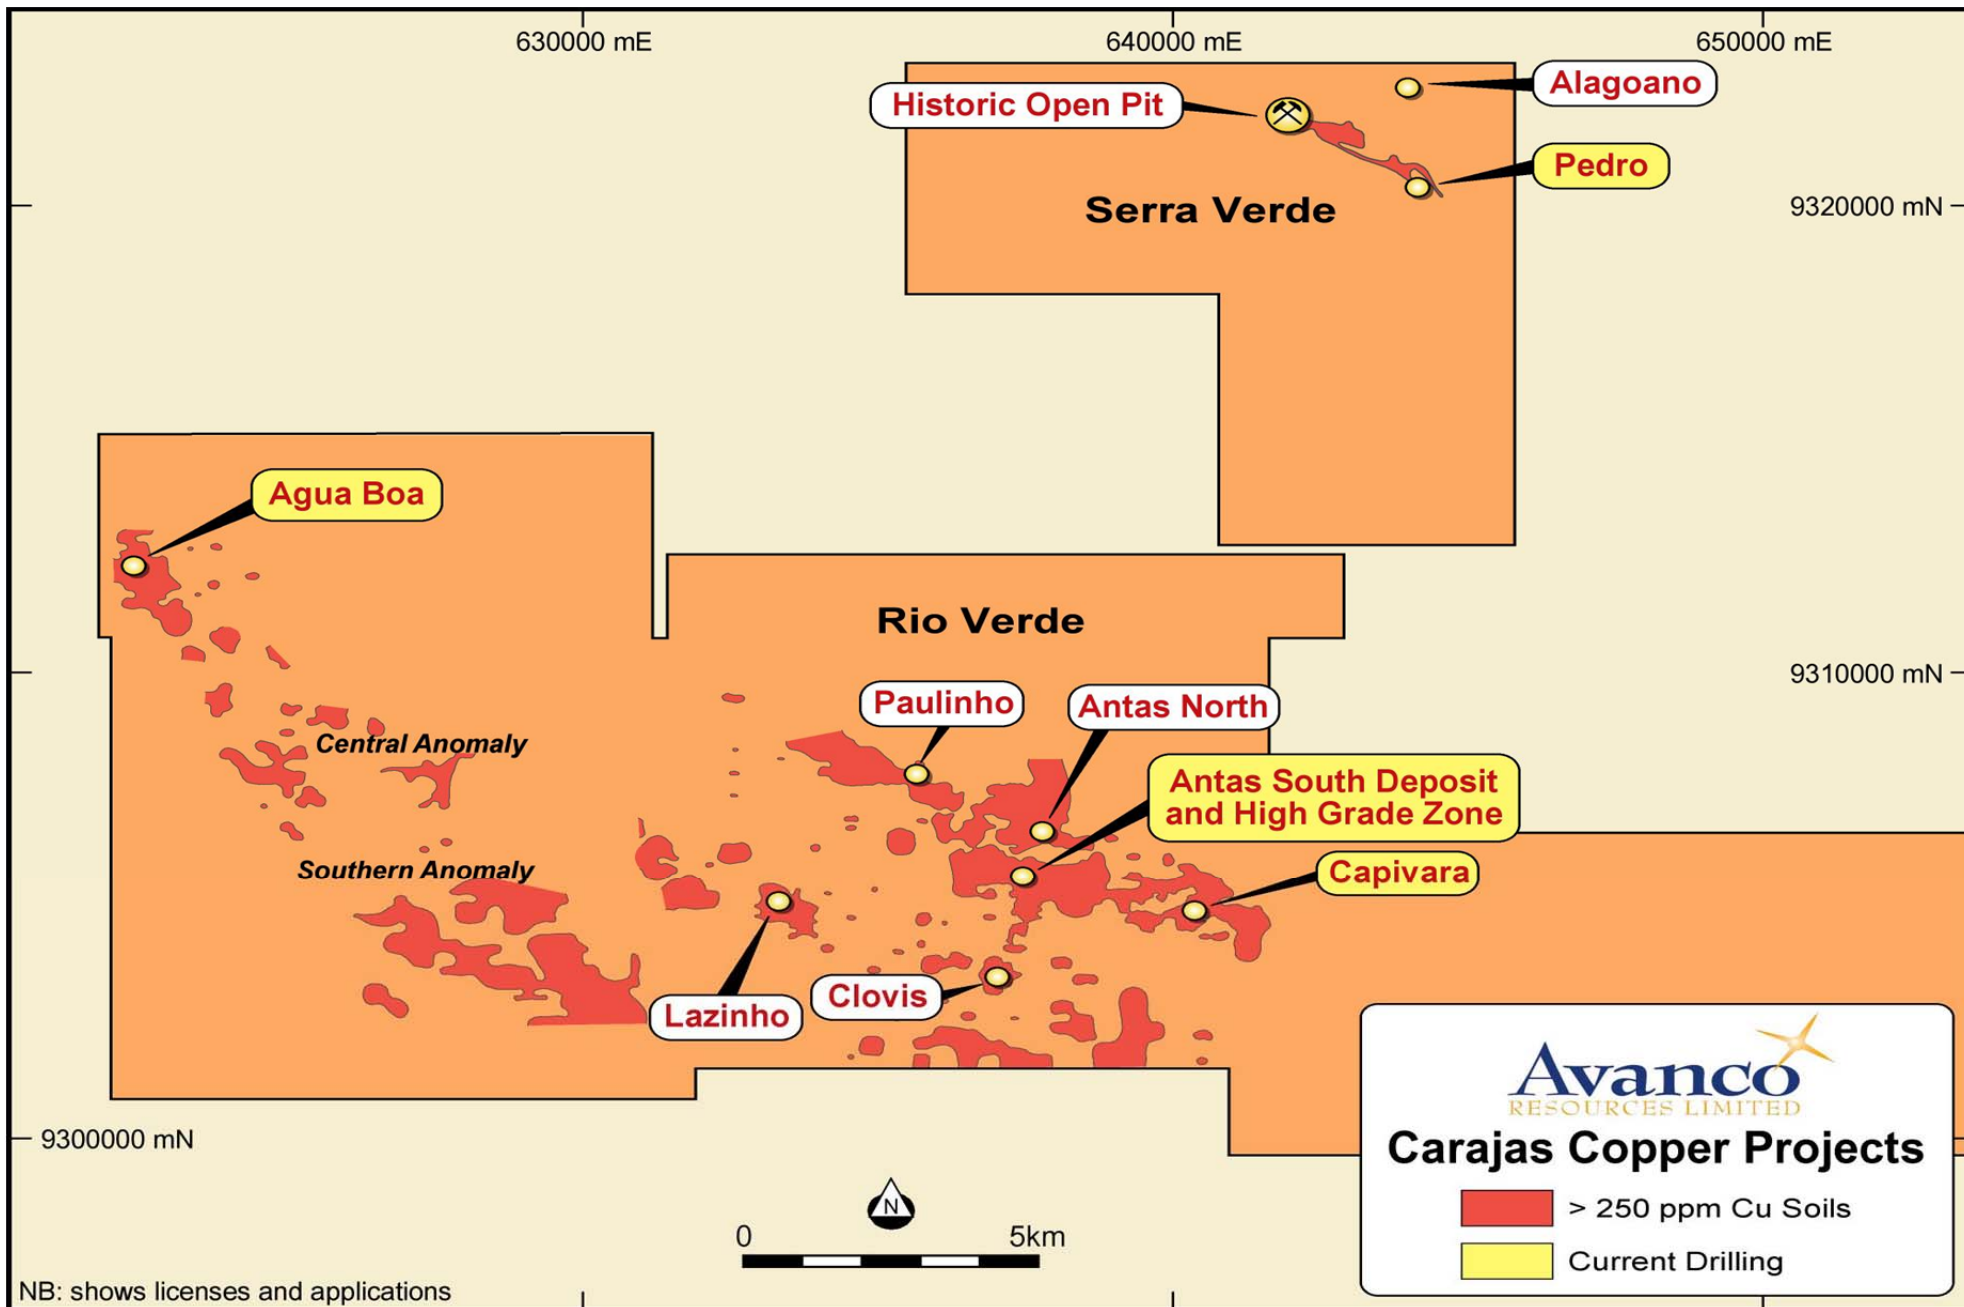 630000 mE
640000 mE
650000 mE
Alagoano
Historic Open Pit
Pedro
Serra Verde
9320000 mN
Agua Boa
Rio Verde
9310000 mN
Paulinho
Antas North
Central Anomaly
Antas South Deposit
and High Grade Zone
Southern Anomaly
Capivara
Clovis
Lazinho
Avanco
RESOURCES LIMITED
9300000 mN
Carajas Copper Projects
N
> 250 ppm Cu Soils
0 5km
Current Drilling
NB: shows licenses and applications